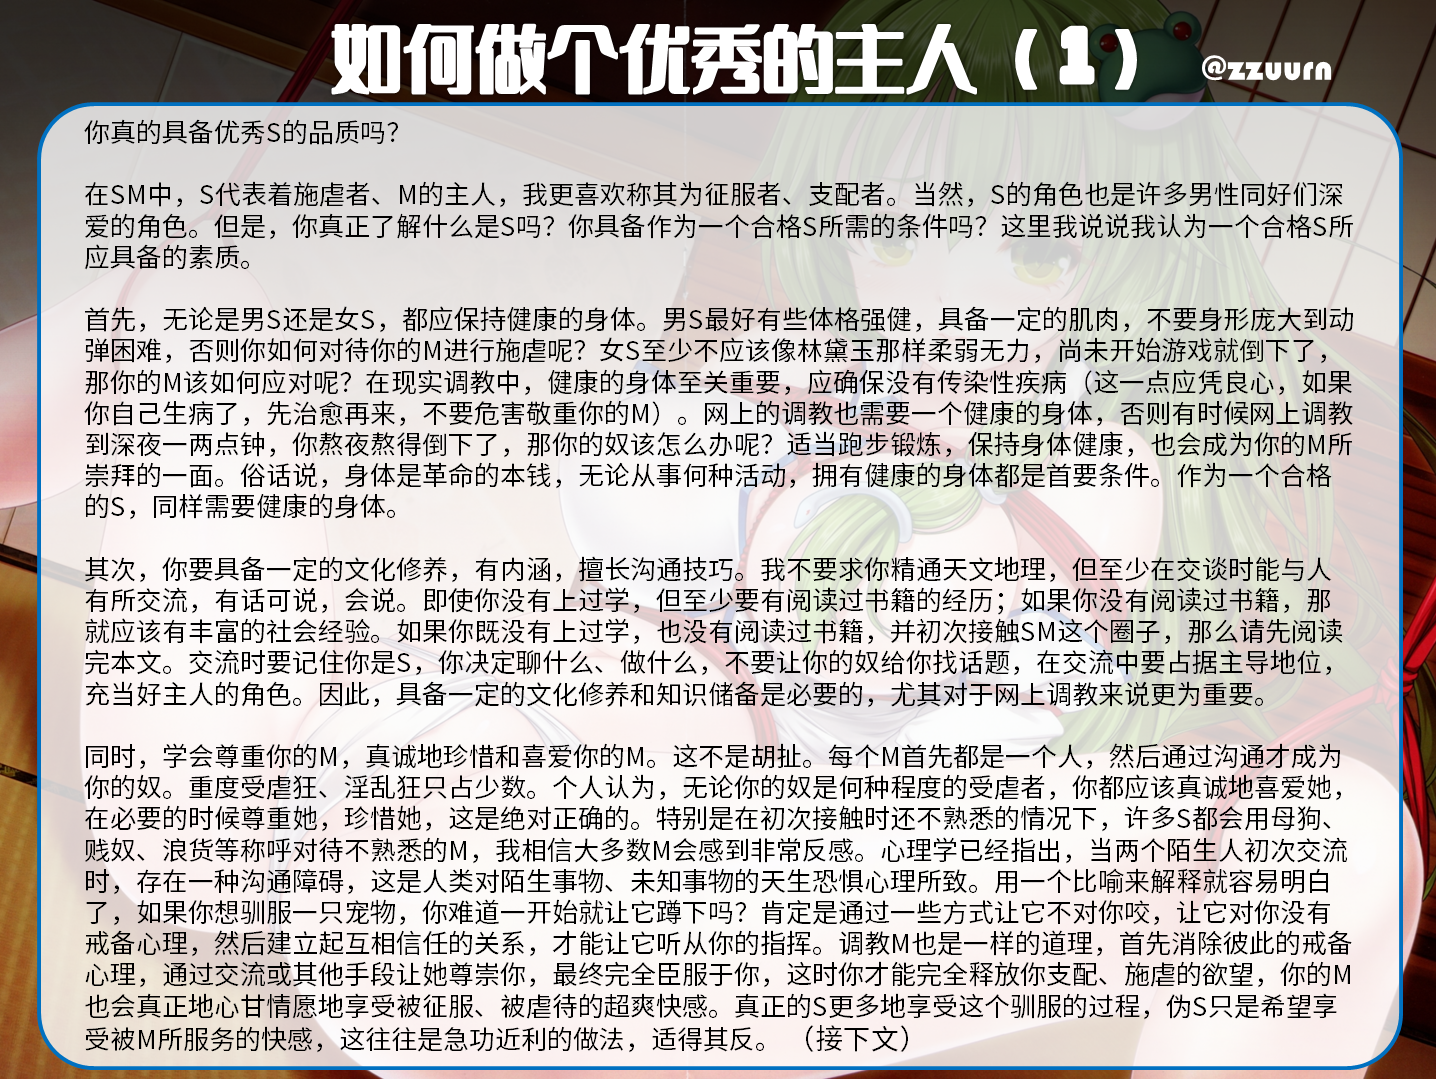 如何做个优秀的主人（1）
@zzuurn
你真的具备优秀S的品质吗？
在SM中，S代表着施虐者、M的主人，我更喜欢称其为征服者、支配者。当然，S的角色也是许多男性同好们深
爱的角色。但是，你真正了解什么是S吗？你具备作为一个合格S所需的条件吗？这里我说说我认为一个合格S所
应具备的素质。
首先，无论是男S还是女S，都应保持健康的身体。男S最好有些体格强健，具备一定的肌肉，不要身形庞大到动
弹困难，否则你如何对待你的M进行施虐呢？女S至少不应该像林黛玉那样柔弱无力，尚未开始游戏就倒下了，
那你的M该如何应对呢？在现实调教中，健康的身体至关重要，应确保没有传染性疾病（这一点应凭良心，如果
你自己生病了，先治愈再来，不要危害敬重你的M）。网上的调教也需要一个健康的身体，否则有时候网上调教
到深夜一两点钟，你熬夜熬得倒下了，那你的奴该怎么办呢？适当跑步锻炼，保持身体健康，也会成为你的M所
崇拜的一面。俗话说，身体是革命的本钱，无论从事何种活动，拥有健康的身体都是首要条件。作为一个合格
的S，同样需要健康的身体。
其次，你要具备一定的文化修养，有内涵，擅长沟通技巧。我不要求你精通天文地理，但至少在交谈时能与人
有所交流，有话可说，会说。即使你没有上过学，但至少要有阅读过书籍的经历；如果你没有阅读过书籍，那
就应该有丰富的社会经验。如果你既没有上过学，也没有阅读过书籍，并初次接触SM这个圈子，那么请先阅读
完本文。交流时要记住你是S，你决定聊什么、做什么，不要让你的奴给你找话题，在交流中要占据主导地位，
充当好主人的角色。因此，具备一定的文化修养和知识储备是必要的，尤其对于网上调教来说更为重要。
同时，学会尊重你的M，真诚地珍惜和喜爱你的M。这不是胡扯。每个M首先都是一个人，然后通过沟通才成为
你的奴。重度受虐狂、淫乱狂只占少数。个人认为，无论你的奴是何种程度的受虐者，你都应该真诚地喜爱她，
在必要的时候尊重她，珍惜她，这是绝对正确的。特别是在初次接触时还不熟悉的情况下，许多S都会用母狗、
贱奴、浪货等称呼对待不熟悉的M，我相信大多数M会感到非常反感。心理学已经指出，当两个陌生人初次交流
时，存在一种沟通障碍，这是人类对陌生事物、未知事物的天生恐惧心理所致。用一个比喻来解释就容易明白
了，如果你想驯服一只宠物，你难道一开始就让它蹲下吗？肯定是通过一些方式让它不对你咬，让它对你没有
戒备心理，然后建立起互相信任的关系，才能让它听从你的指挥。调教M也是一样的道理，首先消除彼此的戒备
心理，通过交流或其他手段让她尊崇你，最终完全臣服于你，这时你才能完全释放你支配、施虐的欲望，你的M
也会真正地心甘情愿地享受被征服、被虐待的超爽快感。真正的S更多地享受这个驯服的过程，伪S只是希望享
受被M所服务的快感，这往往是急功近利的做法，适得其反。 （接下文）